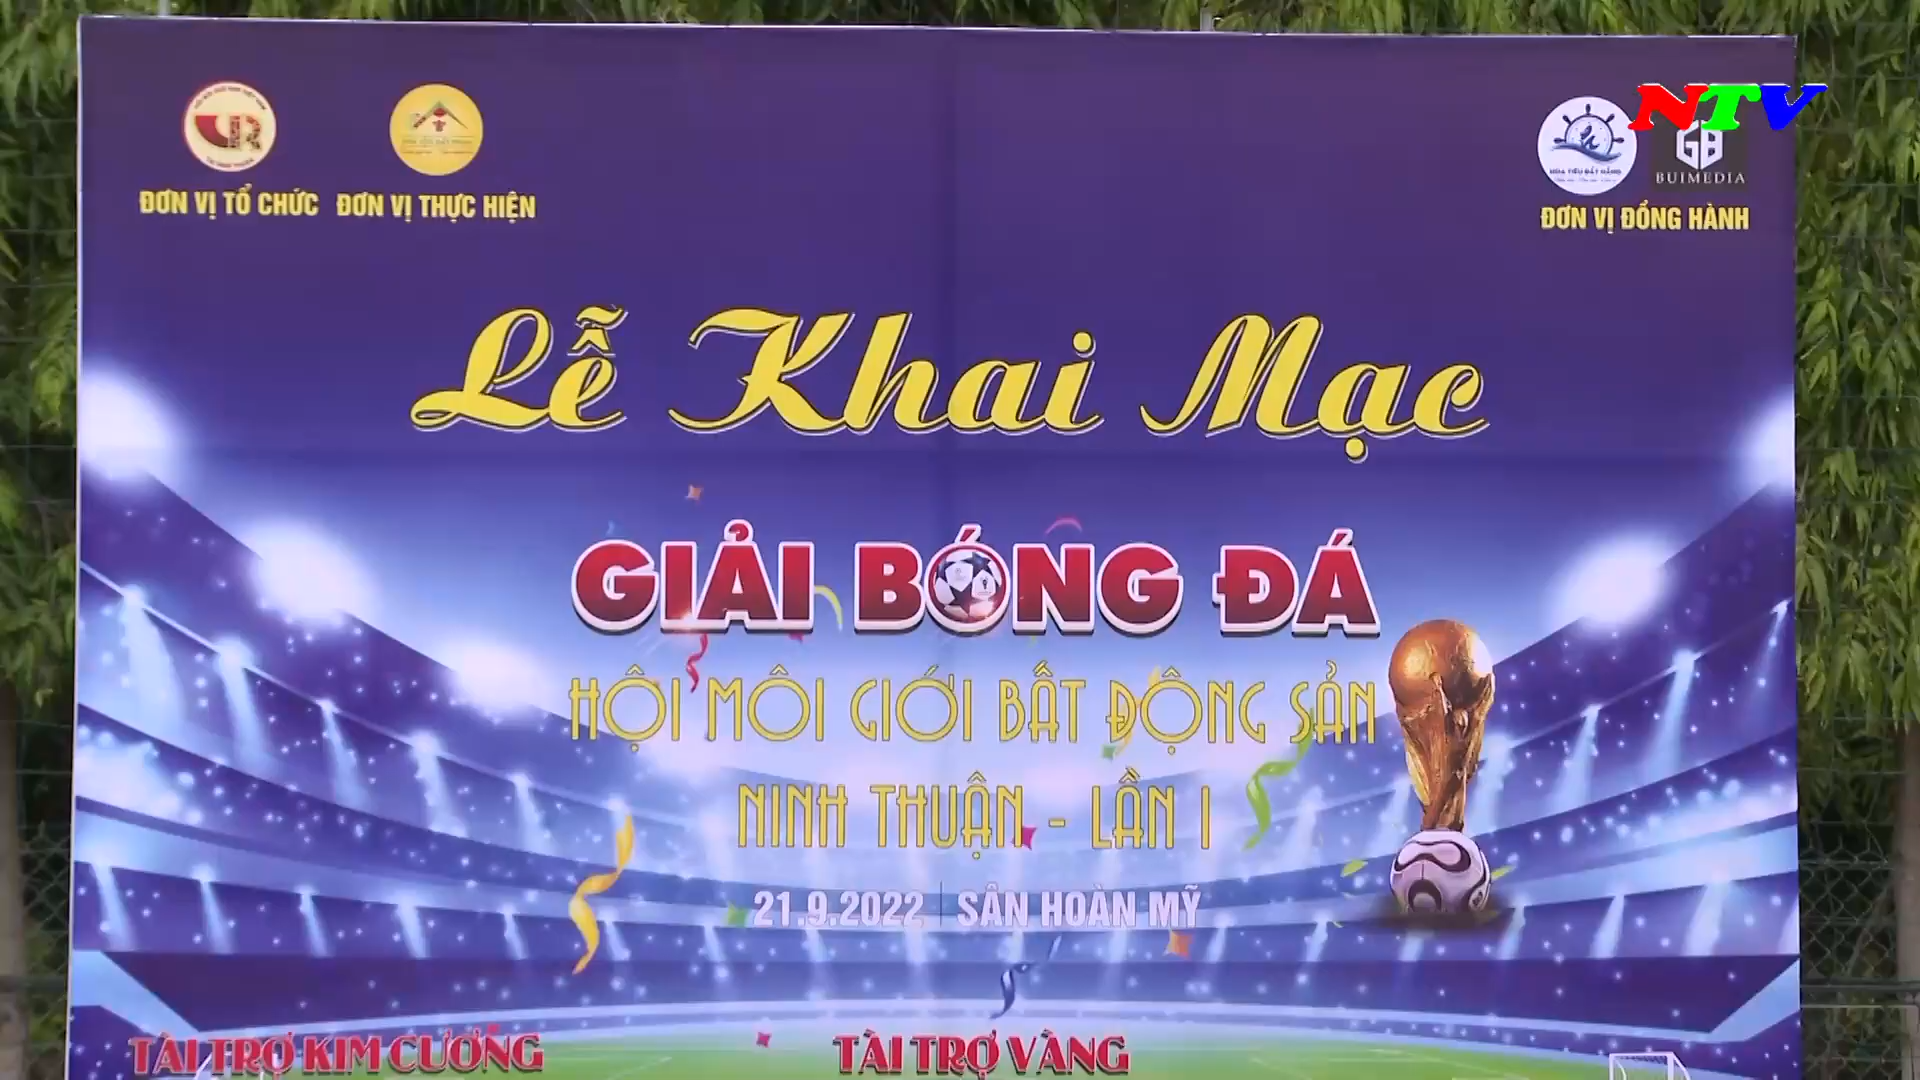 NTV
GB
BUIMEDIA
ĐƠN VỊ TỔ CHỨC
ĐƠN VỊ THỰC HIỆN
ĐƠN VỊ ĐỒNG HÀNH
Lễ Khai Mạc
GIẢI BÓNG ĐÁ
HỘI MÔI GIỚI BẤT ĐỘNG SẢN
NINH THUẬN - LẦN I
21.9.2022 | SÂN HOÀN MỸ
TÀI TRỢ KIM CƯƠNG
TÀI TRỢ VÀNG